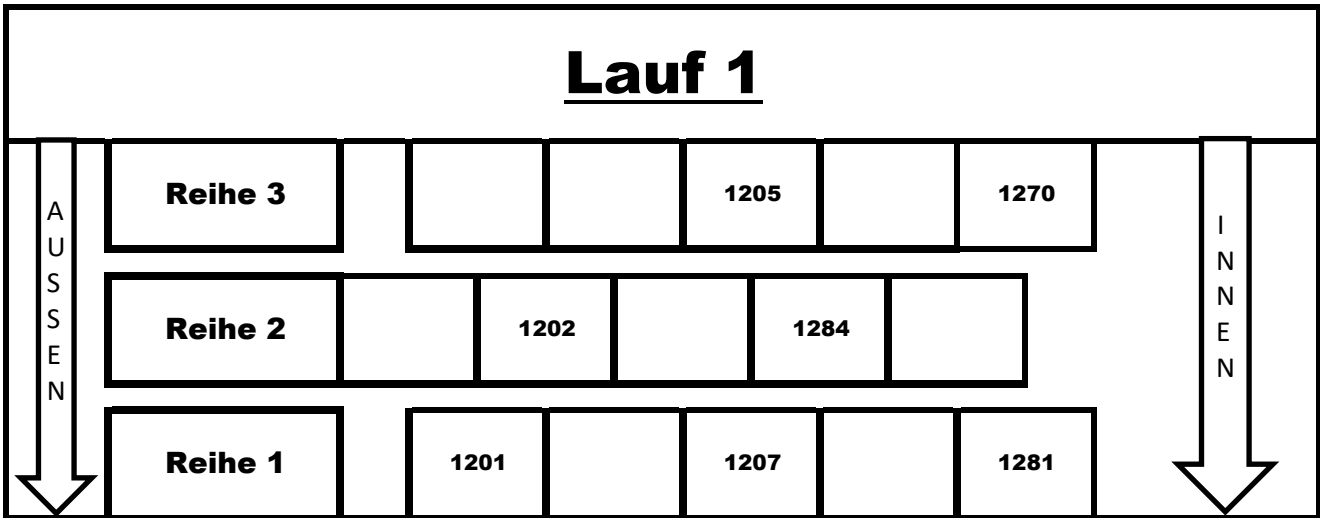 Lauf 1
AUSSEN
Reihe 3 1205 1270
Reihe 2 1202 1284
Reihe 1 1201 1207 1281
INNEN